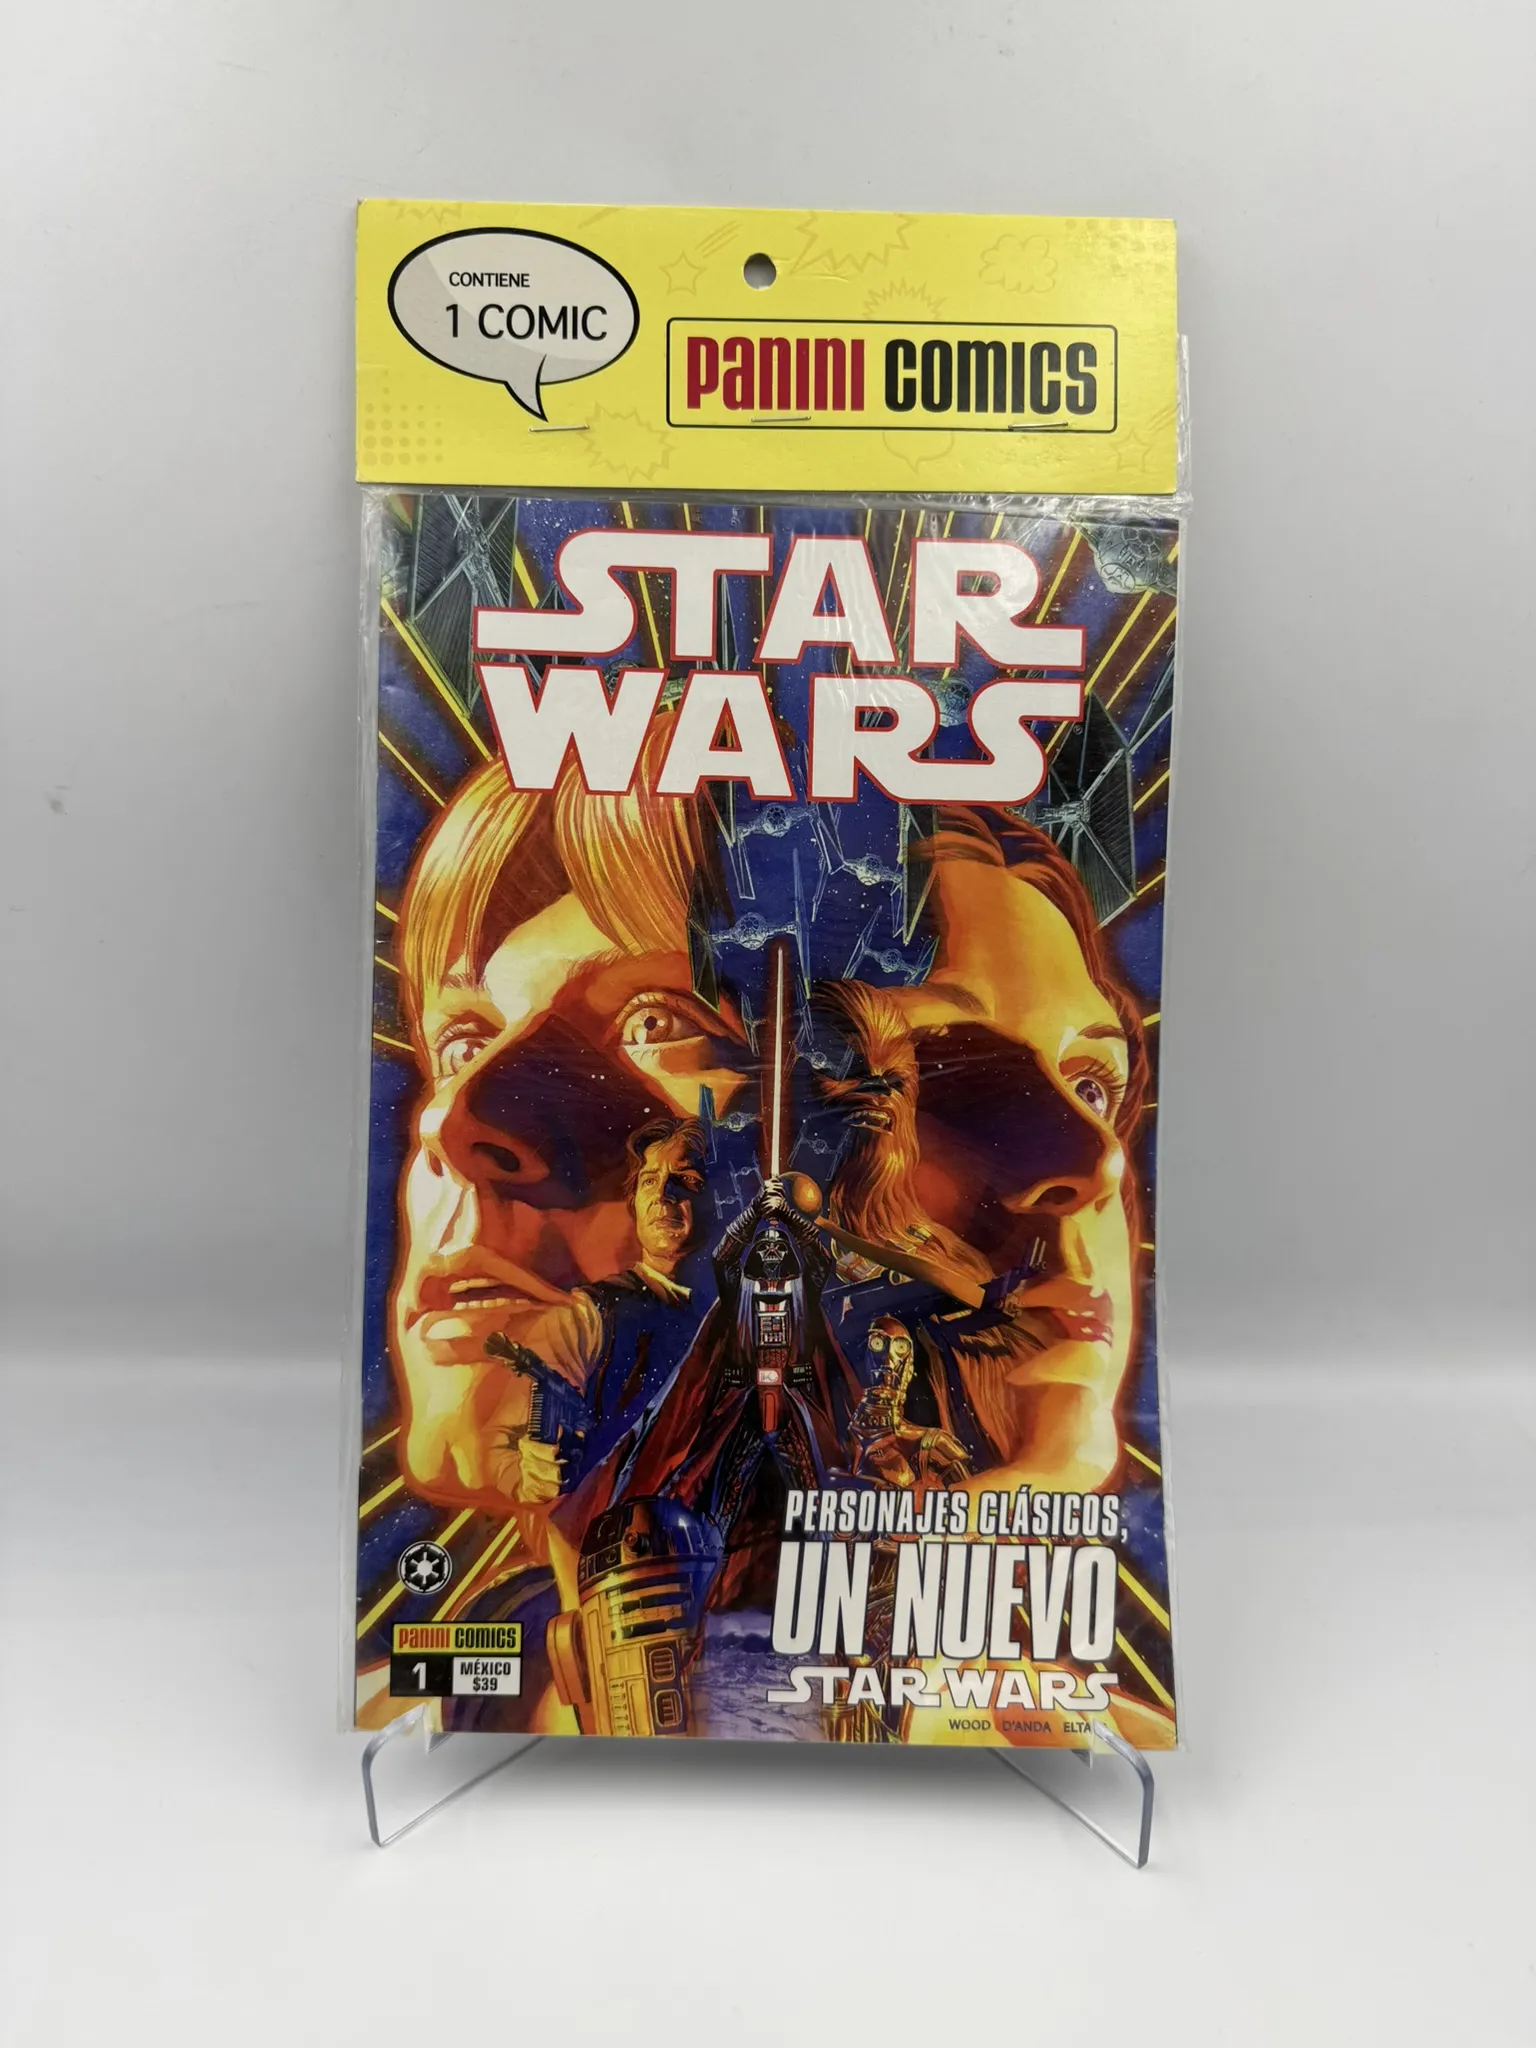 CONTIENE
1 COMIC
PANINI COMICS
STAR
WARS
PERSONAJES CLÁSICOS,
UN NUEVO
STAR WARS
WOOD D'ANDA
PANINI COMICS
1
MÉXICO
$39